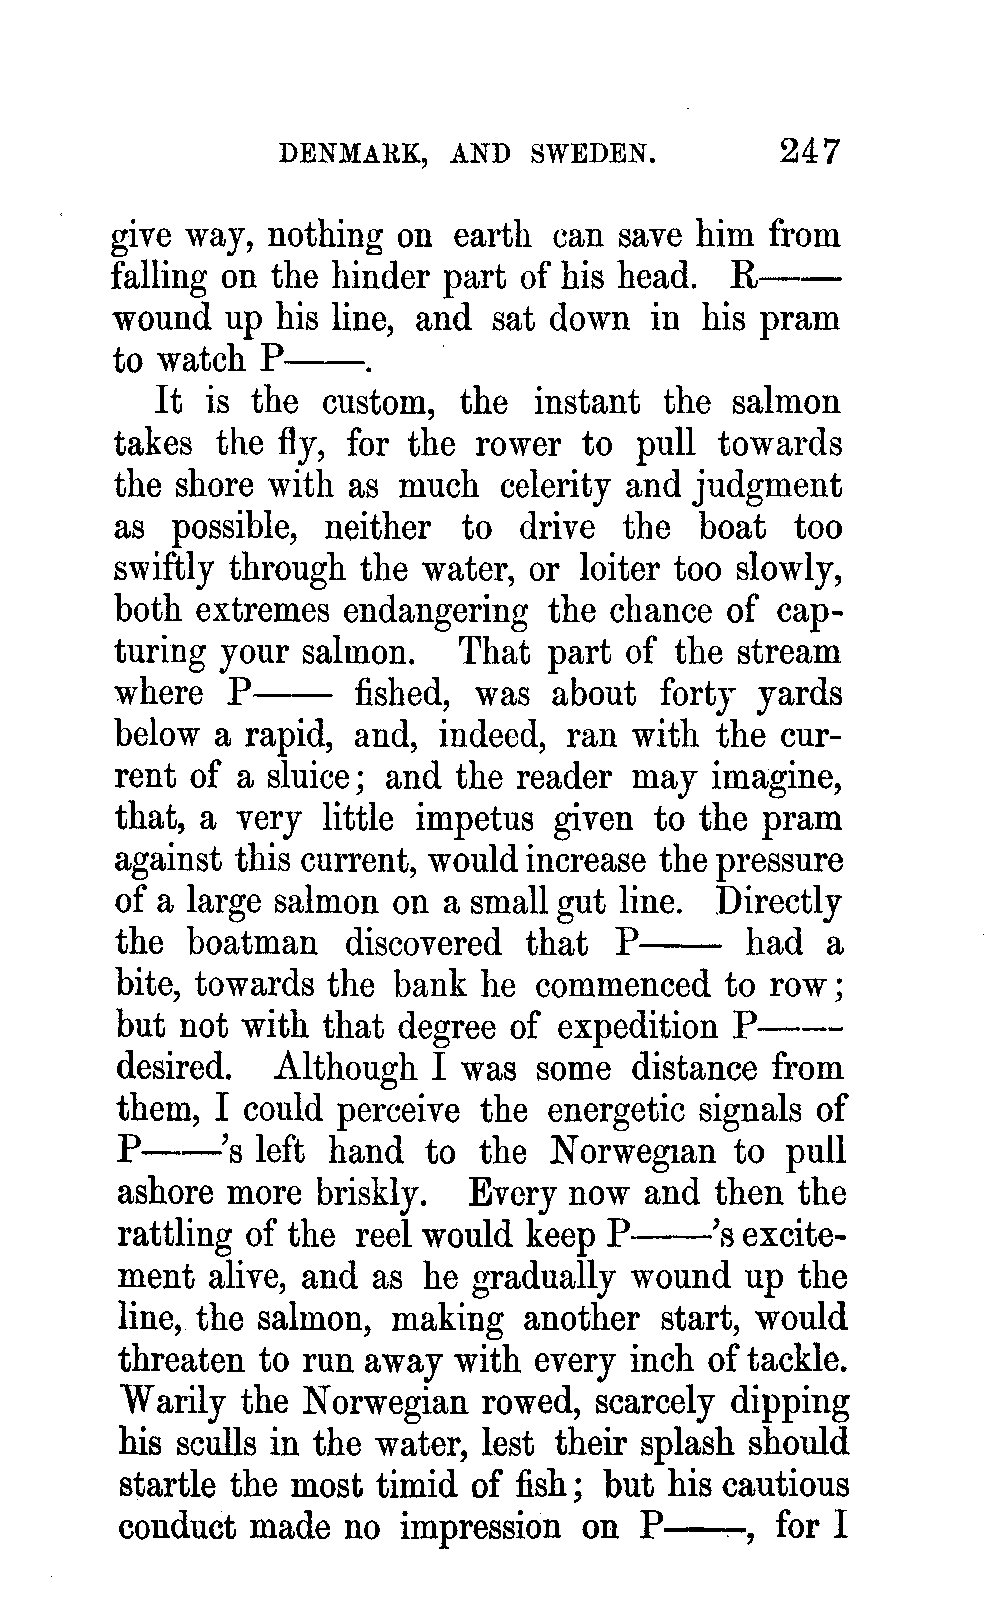 DENMARK, AND SWEDEN. 247
give way, nothing on earth can save him from
falling on the hinder part of his head. R——
wound up his line, and sat down in his pram
to watch P——.
It is the custom, the instant the salmon
takes the fly, for the rower to pull towards
the shore with as much celerity and judgment
as possible, neither to drive the boat too
swiftly through the water, or loiter too slowly,
both extremes endangering the chance of cap-
turing your salmon. That part of the stream
where P—— fished, was about forty yards
below a rapid, and, indeed, ran with the cur-
rent of a sluice; and the reader may imagine,
that, a very little impetus given to the pram
against this current, would increase the pressure
of a large salmon on a small gut line. Directly
the boatman discovered that P—— had a
bite, towards the bank he commenced to row;
but not with that degree of expedition P——
desired. Although I was some distance from
them, I could perceive the energetic signals of
P——'s left hand to the Norwegian to pull
ashore more briskly. Every now and then the
rattling of the reel would keep P——'s excite-
ment alive, and as he gradually wound up the
line, the salmon, making another start, would
threaten to run away with every inch of tackle.
Warily the Norwegian rowed, scarcely dipping
his sculls in the water, lest their splash should
startle the most timid of fish; but his cautious
conduct made no impression on P——, for I